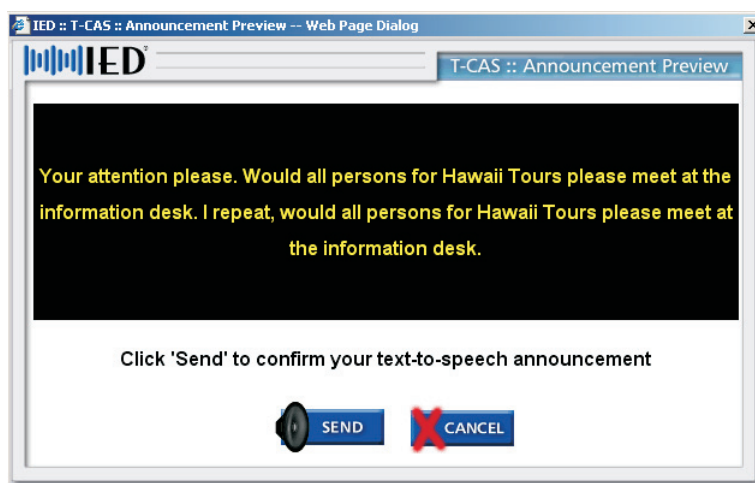 IED :: T-CAS :: Announcement Preview -- Web Page Dialog
IED®
T-CAS :: Announcement Preview
Your attention please. Would all persons for Hawaii Tours please meet at the
information desk. I repeat, would all persons for Hawaii Tours please meet at
the information desk.
Click 'Send' to confirm your text-to-speech announcement
SEND
CANCEL